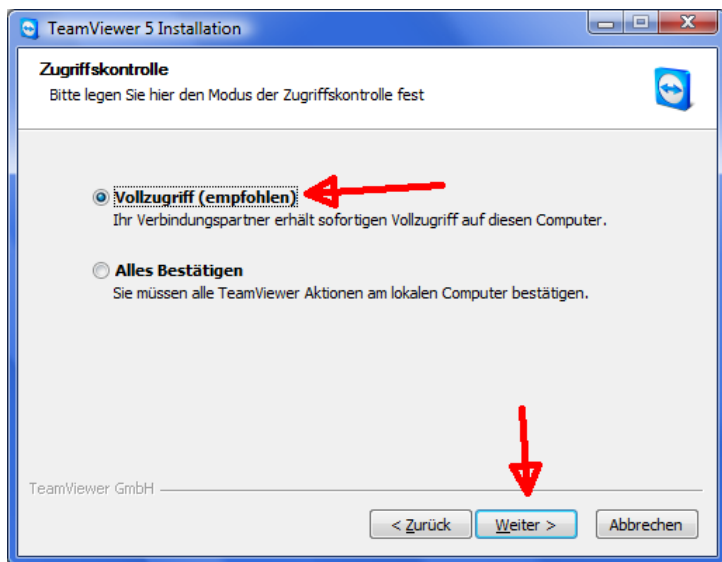 TeamViewer 5 Installation
Zugriffskontrolle
Bitte legen Sie hier den Modus der Zugriffskontrolle fest
Vollzugriff (empfohlen)
Ihr Verbindungspartner erhält sofortigen Vollzugriff auf diesen Computer.
Alles Bestätigen
Sie müssen alle TeamViewer Aktionen am lokalen Computer bestätigen.
TeamViewer GmbH
< Zurück Weiter > Abbrechen